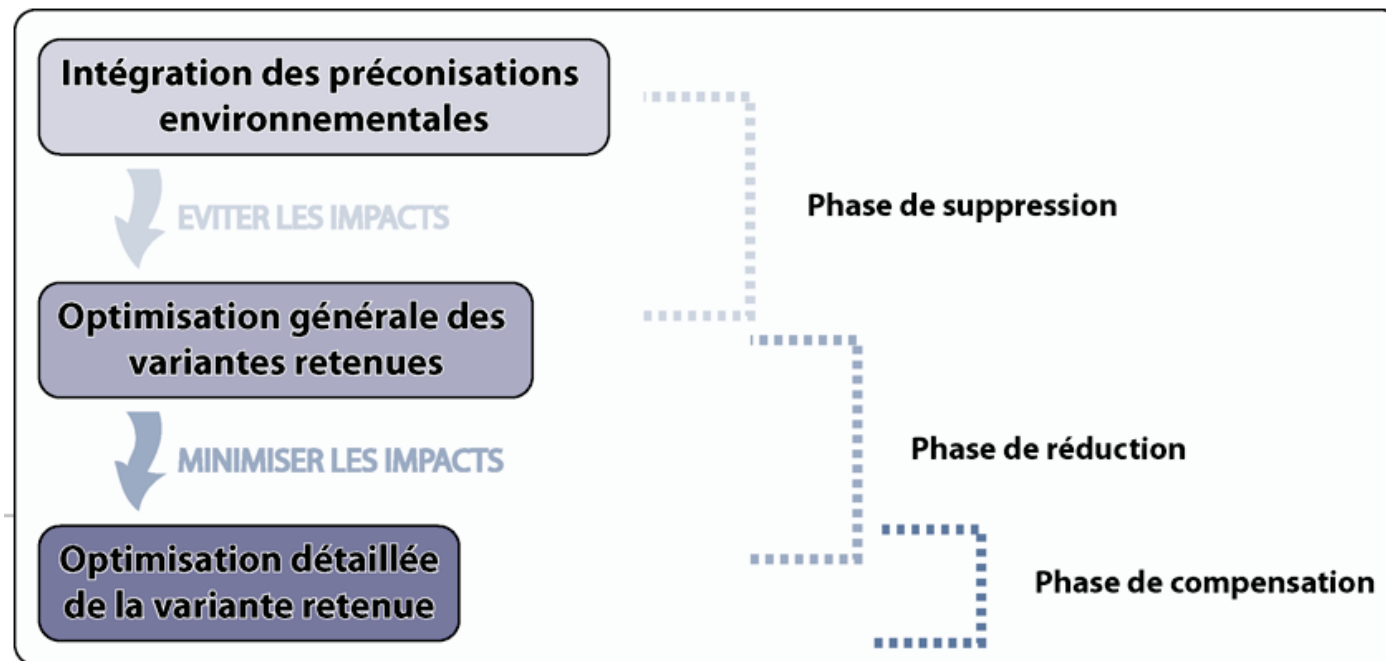 Intégration des préconisations
environnementales
EVITER LES IMPACTS
Phase de suppression
Optimisation générale des
variantes retenues
MINIMISER LES IMPACTS
Phase de réduction
Optimisation détaillée
de la variante retenue
Phase de compensation